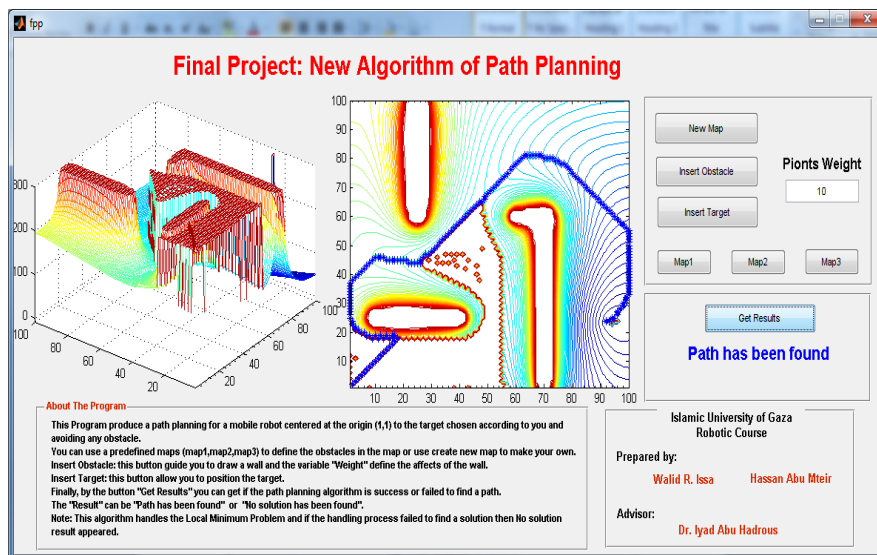 fpp
Final Project: New Algorithm of Path Planning
300
200
100
0
100
80
60
40
20
20
40
60
80
100
100
90
80
70
60
50
40
30
20
10
10 20 30 40 50 60 70 80 90 100
New Map
Insert Obstacle
Insert Target
Pionts Weight
10
Map1 Map2 Map3
Get Results
Path has been found
About The Program
This Program produce a path planning for a mobile robot centered at the origin (1,1) to the target chosen according to you and
avoiding any obstacle.
You can use a predefined maps (map1,map2,map3) to define the obstacles in the map or use create new map to make your own.
Insert Obstacle: this button guide you to draw a wall and the variable "Weight" define the affects of the wall.
Insert Target: this button allow you to position the target.
Finally, by the button "Get Results" you can get if the path planning algorithm is success or failed to find a path.
The "Result" can be "Path has been found" or "No solution has been found".
Note: This algorithm handles the Local Minimum Problem and if the handling process failed to find a solution then No solution
result appeared.
Islamic University of Gaza
Robotic Course
Prepared by:
Walid R. Issa Hassan Abu Mteir
Advisor:
Dr. Iyad Abu Hadrous